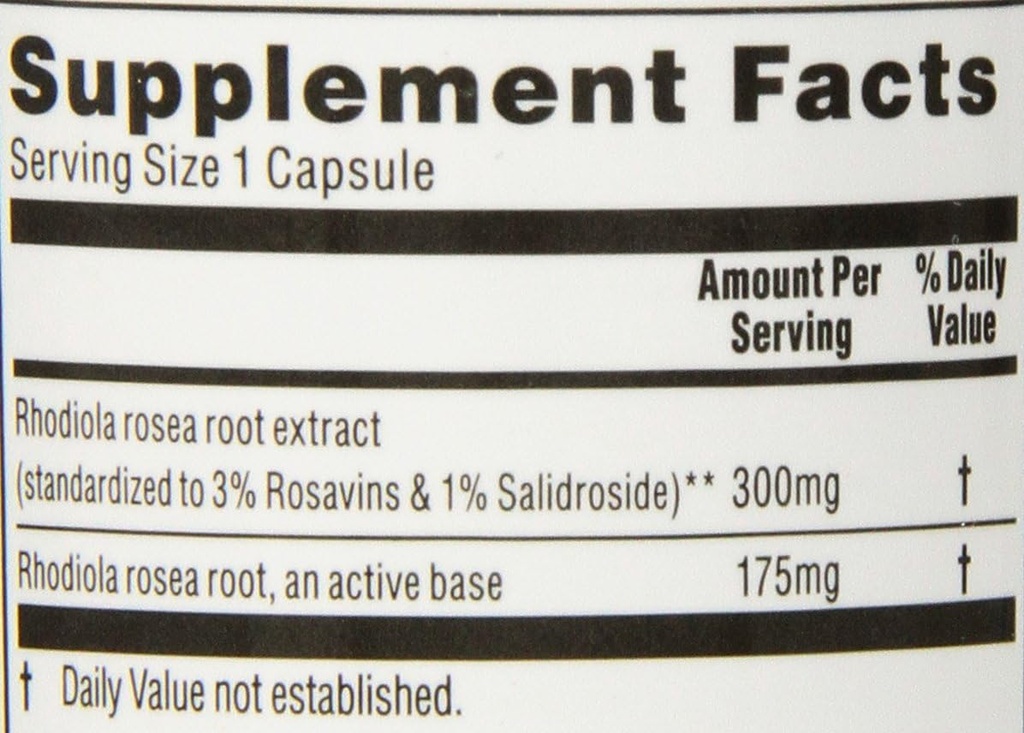 Supplement Facts
Serving Size 1 Capsule
Amount Per % Daily
Serving Value
Rhodiola rosea root extract
(standardized to 3% Rosavins & 1% Salidroside)** 300mg †
Rhodiola rosea root, an active base 175mg †
† Daily Value not established.